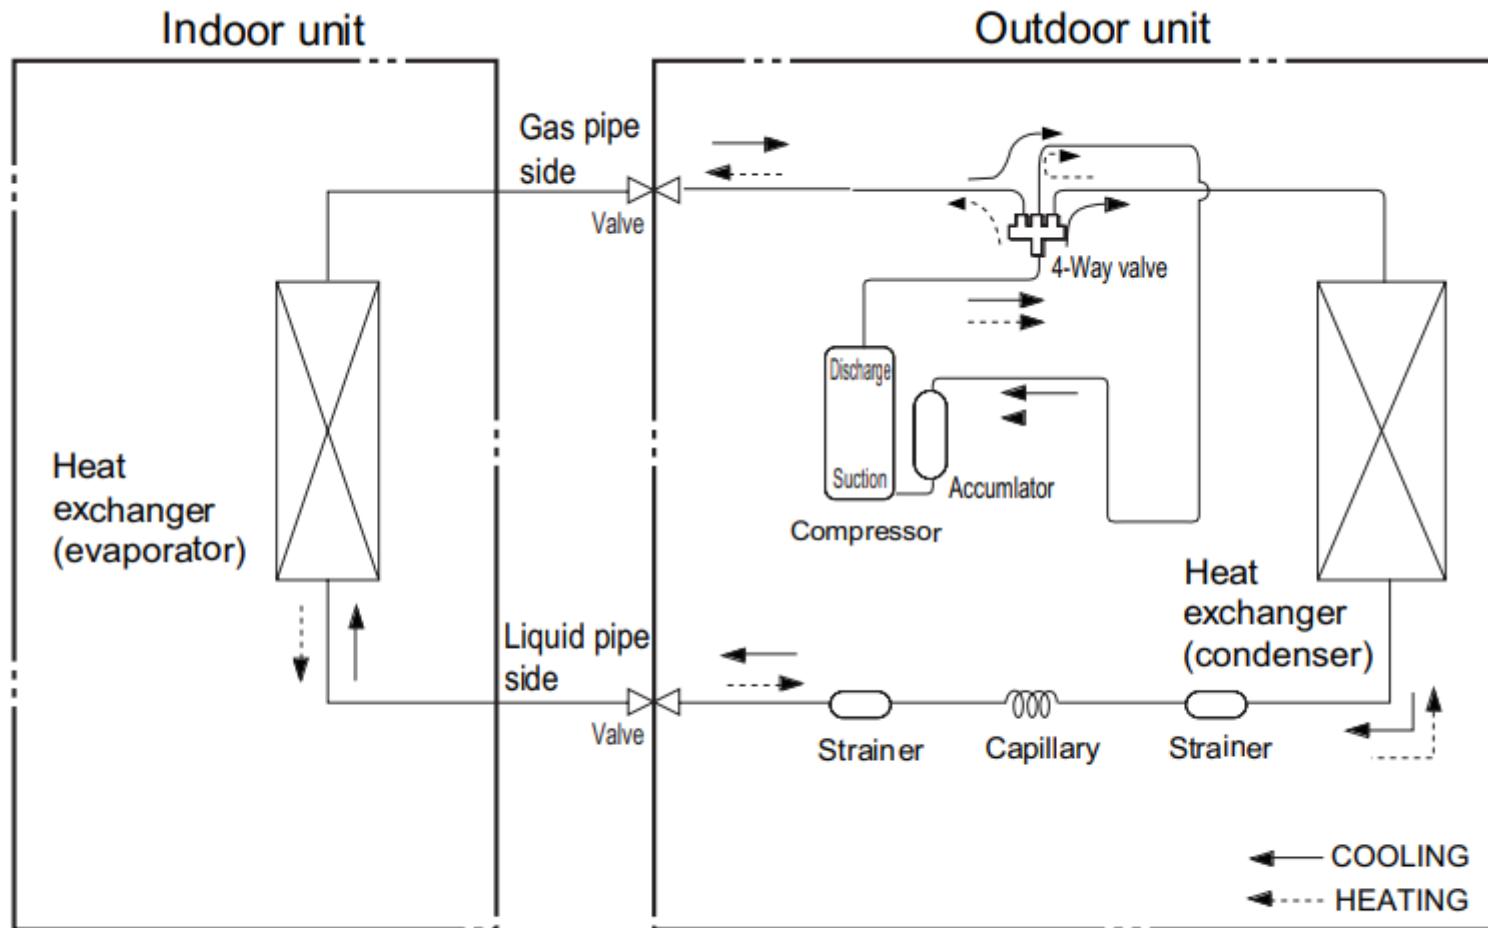 Indoor unit
Outdoor unit
Gas pipe
side
Valve
4-Way valve
Discharge
Suction
Accumlator
Compressor
Heat
exchanger
(evaporator)
Heat
exchanger
(condenser)
Liquid pipe
side
Valve
Strainer
Capillary
Strainer
COOLING
HEATING